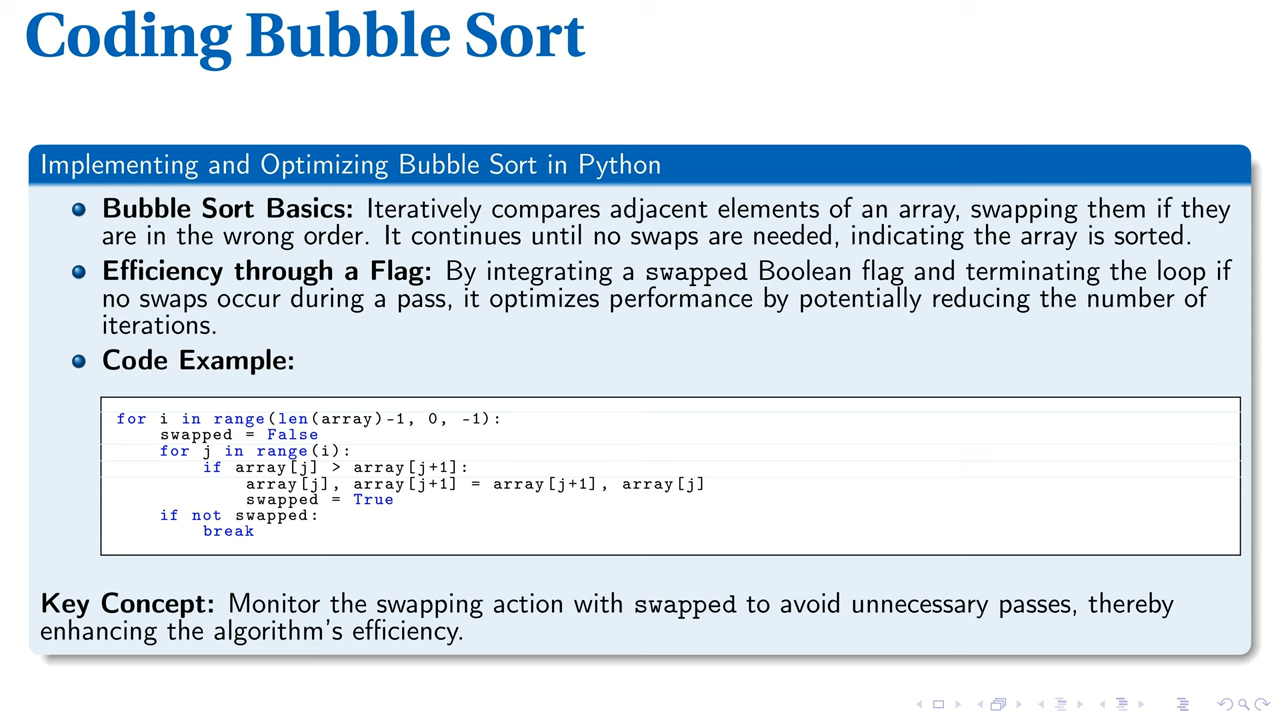 Coding Bubble Sort
Implementing and Optimizing Bubble Sort in Python
Bubble Sort Basics: Iteratively compares adjacent elements of an array, swapping them if they
are in the wrong order. It continues until no swaps are needed, indicating the array is sorted.
Efficiency through a Flag: By integrating a swapped Boolean flag and terminating the loop if
no swaps occur during a pass, it optimizes performance by potentially reducing the number of
iterations.
Code Example:
for i in range(len(array)-1, 0, -1):
    swapped = False
    for j in range(i):
        if array[j] > array[j+1]:
            array[j], array[j+1] = array[j+1], array[j]
            swapped = True
    if not swapped:
        break
Key Concept: Monitor the swapping action with swapped to avoid unnecessary passes, thereby
enhancing the algorithm's efficiency.